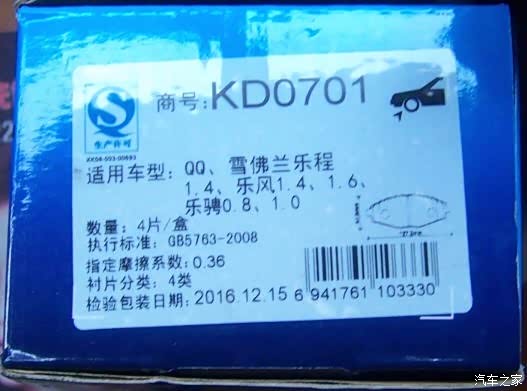 商号:KD0701
生产许可
XK08-503-00693
适用车型: QQ、雪佛兰乐程
1.4、乐风1.4、1.6、
乐骋0.8、1.0
数量: 4片/盒
执行标准: GB5763-2008
指定摩擦系数: 0.36
衬片分类: 4类
检验包装日期: 2016.12.15
6 941761 103330
汽车之家